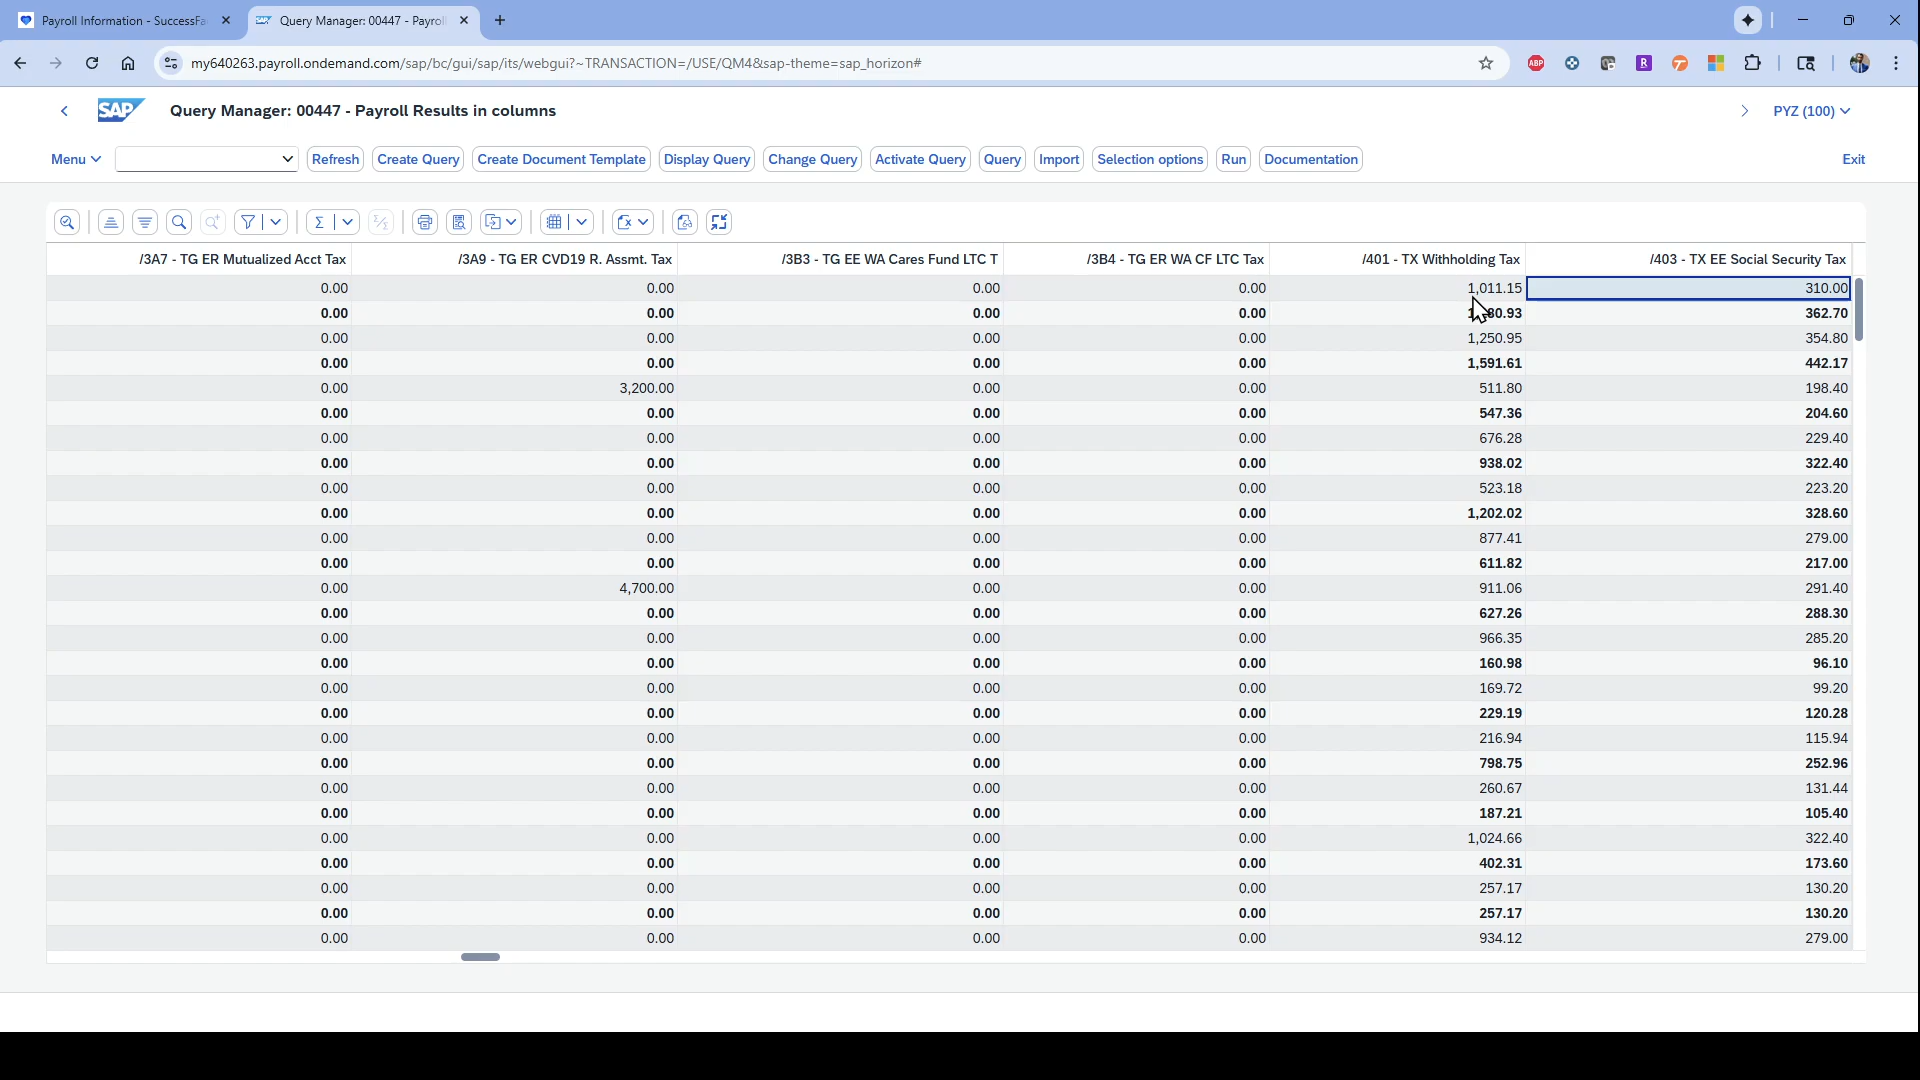 Payroll Information - SuccessFa
Query Manager: 00447 - Payroll
my640263.payroll.ondemand.com/sap/bc/gui/sap/its/webgui?~TRANSACTION=/USE/QM4&sap-theme=sap_horizon#
ABP
SAP Query Manager: 00447 - Payroll Results in columns PYZ (100)
Menu Refresh Create Query Create Document Template Display Query Change Query Activate Query Query Import Selection options Run Documentation Exit
/3A7 - TG ER Mutualized Acct Tax /3A9 - TG ER CVD19 R. Assmt. Tax /3B3 - TG EE WA Cares Fund LTC T /3B4 - TG ER WA CF LTC Tax /401 - TX Withholding Tax /403 - TX EE Social Security Tax
0.00 0.00 0.00 0.00 1,011.15 310.00
0.00 0.00 0.00 0.00 362.70
0.00 0.00 0.00 0.00 1,250.95 354.80
0.00 0.00 0.00 0.00 1,591.61 442.17
0.00 3,200.00 0.00 0.00 511.80 198.40
0.00 0.00 0.00 0.00 547.36 204.60
0.00 0.00 0.00 0.00 676.28 229.40
0.00 0.00 0.00 0.00 938.02 322.40
0.00 0.00 0.00 0.00 523.18 223.20
0.00 0.00 0.00 0.00 1,202.02 328.60
0.00 0.00 0.00 0.00 877.41 279.00
0.00 0.00 0.00 0.00 611.82 217.00
0.00 4,700.00 0.00 0.00 911.06 291.40
0.00 0.00 0.00 0.00 627.26 288.30
0.00 0.00 0.00 0.00 966.35 285.20
0.00 0.00 0.00 0.00 160.98 96.10
0.00 0.00 0.00 0.00 169.72 99.20
0.00 0.00 0.00 0.00 229.19 120.28
0.00 0.00 0.00 0.00 216.94 115.94
0.00 0.00 0.00 0.00 798.75 252.96
0.00 0.00 0.00 0.00 260.67 131.44
0.00 0.00 0.00 0.00 187.21 105.40
0.00 0.00 0.00 0.00 1,024.66 322.40
0.00 0.00 0.00 0.00 402.31 173.60
0.00 0.00 0.00 0.00 257.17 130.20
0.00 0.00 0.00 0.00 257.17 130.20
0.00 0.00 0.00 0.00 934.12 279.00